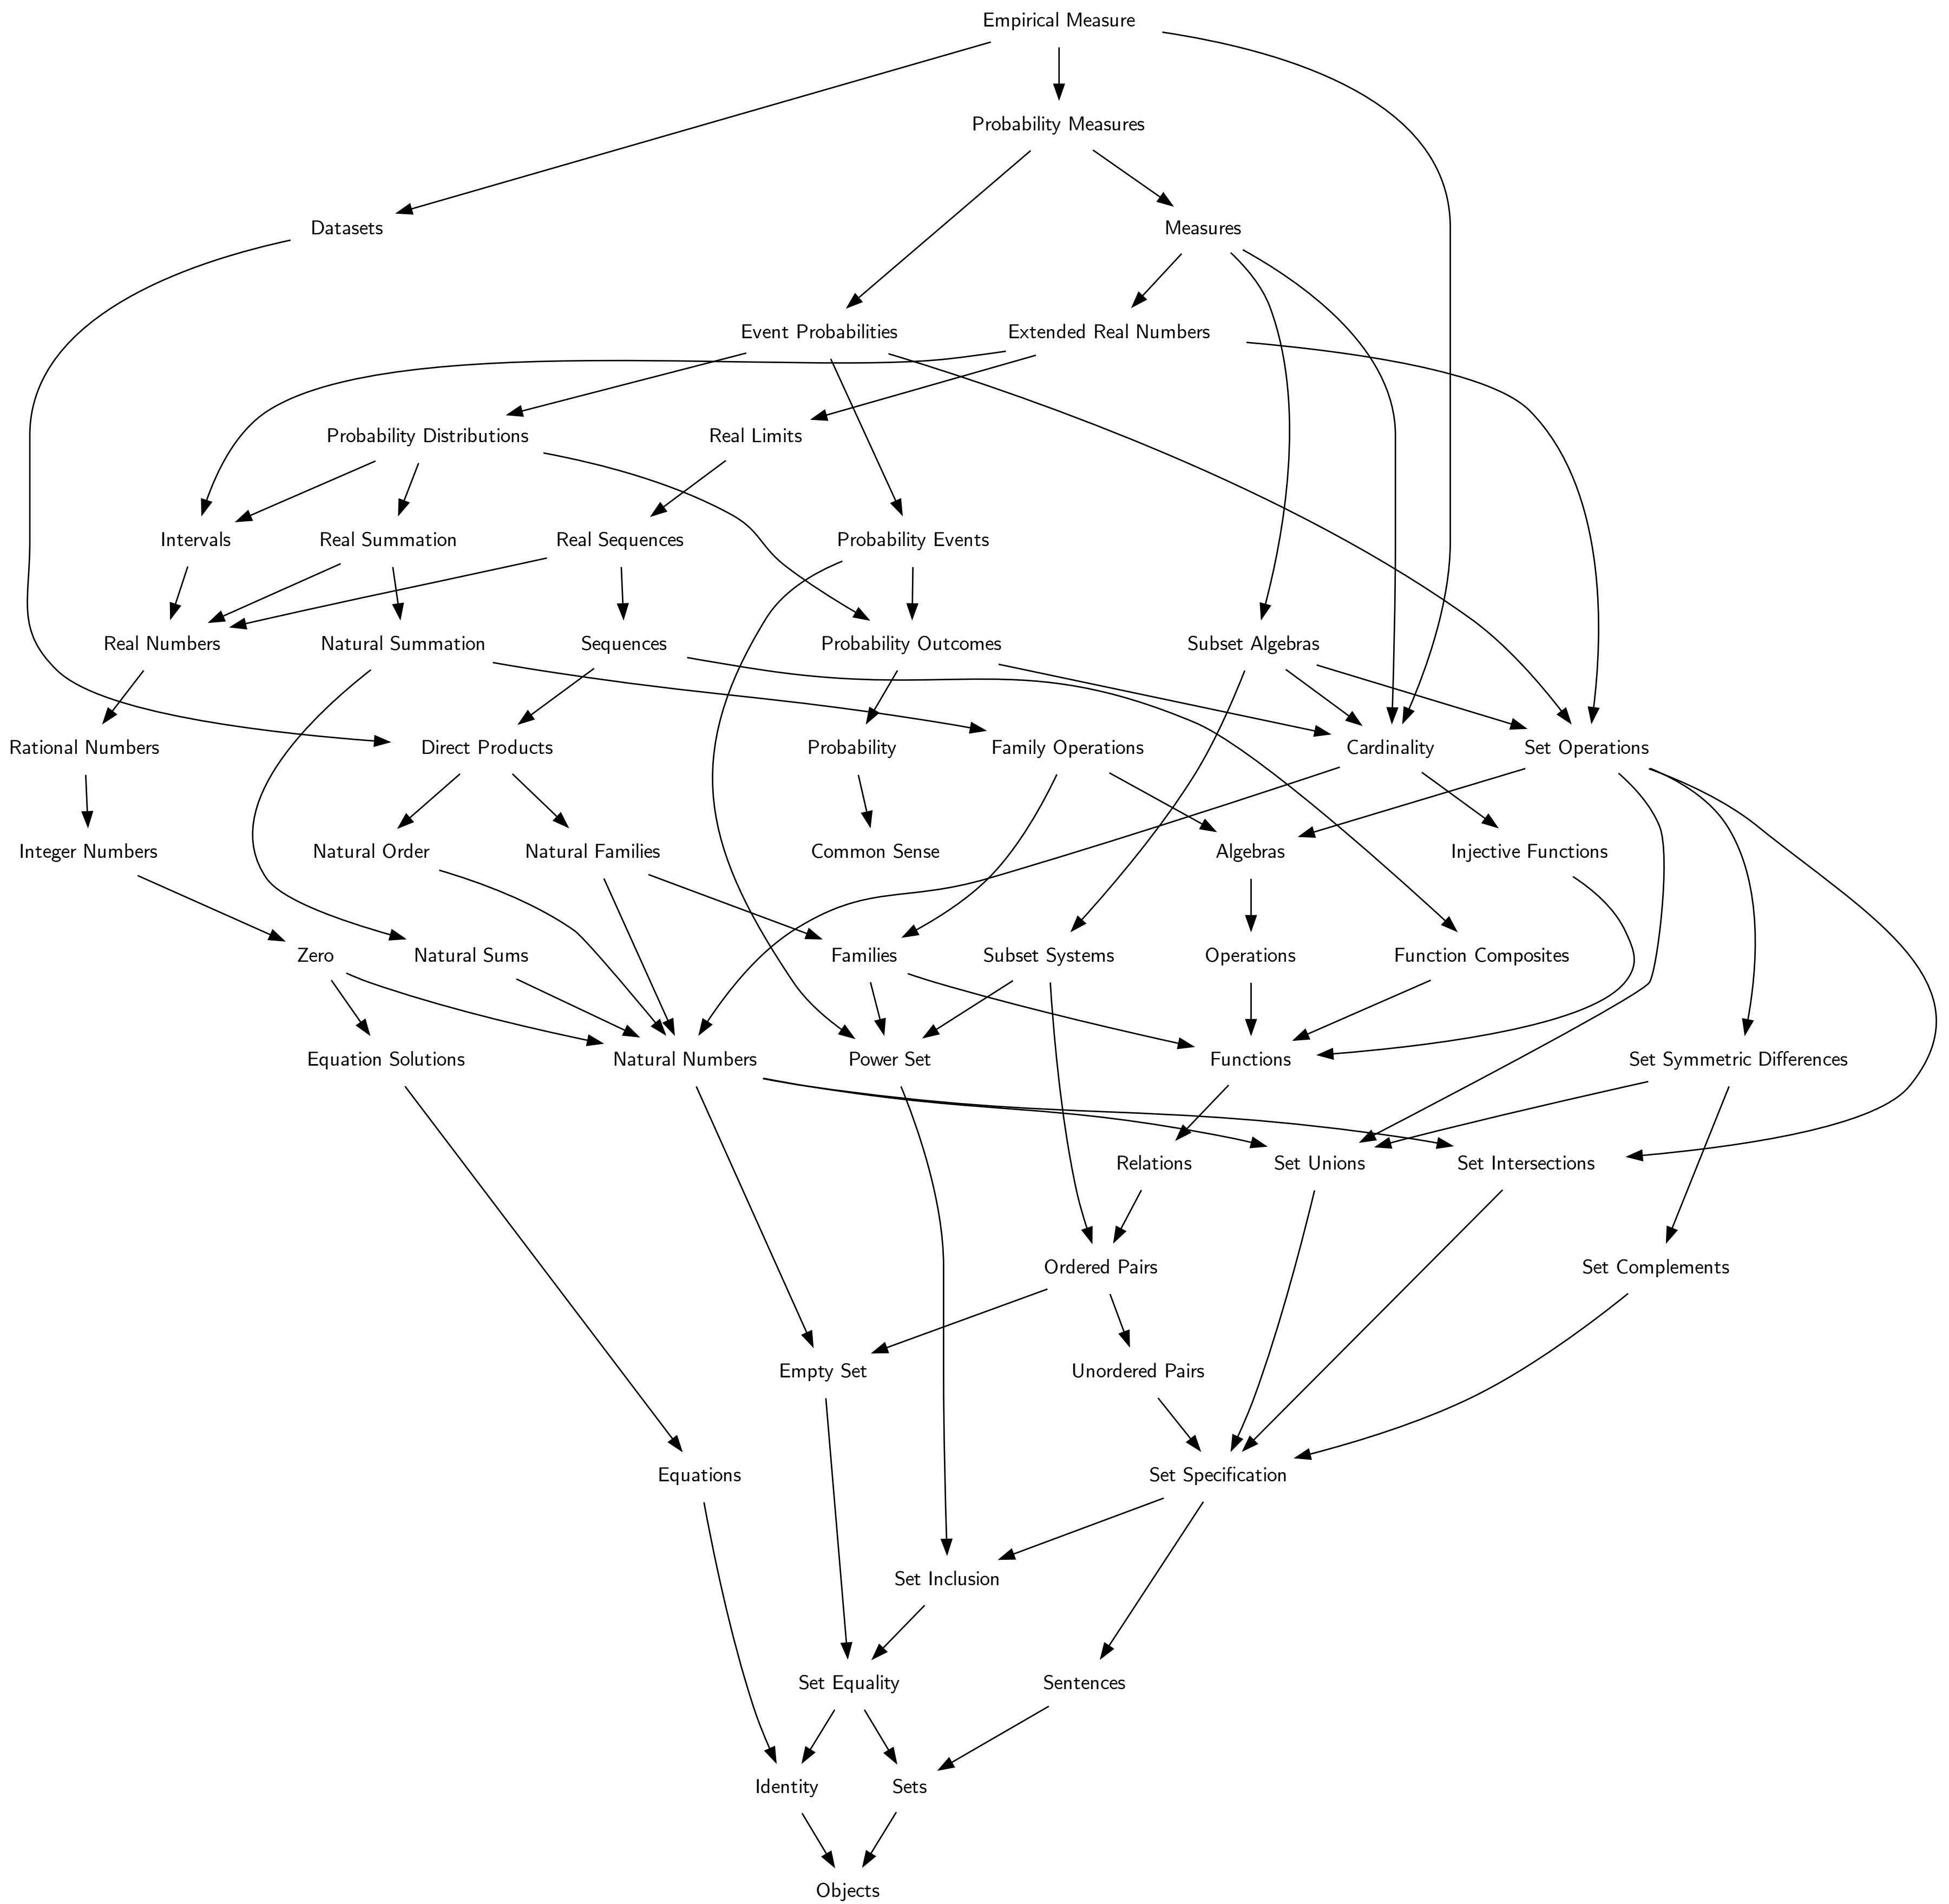 Empirical Measure
Probability Measures
Datasets
Measures
Event Probabilities
Extended Real Numbers
Probability Distributions
Real Limits
Intervals
Real Summation
Real Sequences
Probability Events
Real Numbers
Natural Summation
Sequences
Probability Outcomes
Subset Algebras
Rational Numbers
Direct Products
Probability
Family Operations
Cardinality
Set Operations
Integer Numbers
Natural Order
Natural Families
Common Sense
Algebras
Injective Functions
Zero
Natural Sums
Families
Subset Systems
Operations
Function Composites
Equation Solutions
Natural Numbers
Power Set
Functions
Set Symmetric Differences
Relations
Set Unions
Set Intersections
Ordered Pairs
Set Complements
Empty Set
Unordered Pairs
Equations
Set Specification
Set Inclusion
Set Equality
Sentences
Identity
Sets
Objects